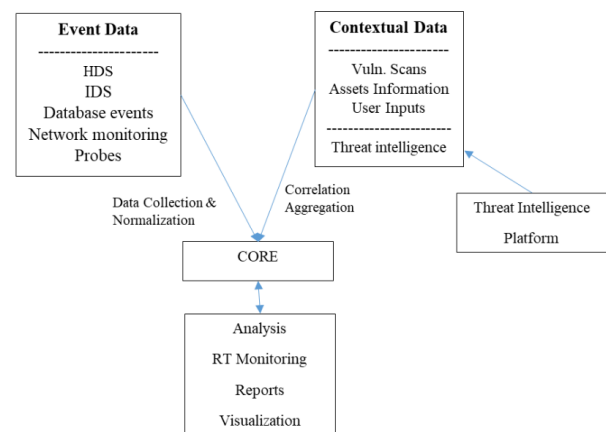 Event Data
---------------------
HDS
IDS
Database events
Network monitoring
Probes
Contextual Data
---------------------
Vuln. Scans
Assets Information
User Inputs
---------------------
Threat intelligence
Data Collection &
Normalization
Correlation
Aggregation
Threat Intelligence
Platform
CORE
Analysis
RT Monitoring
Reports
Visualization